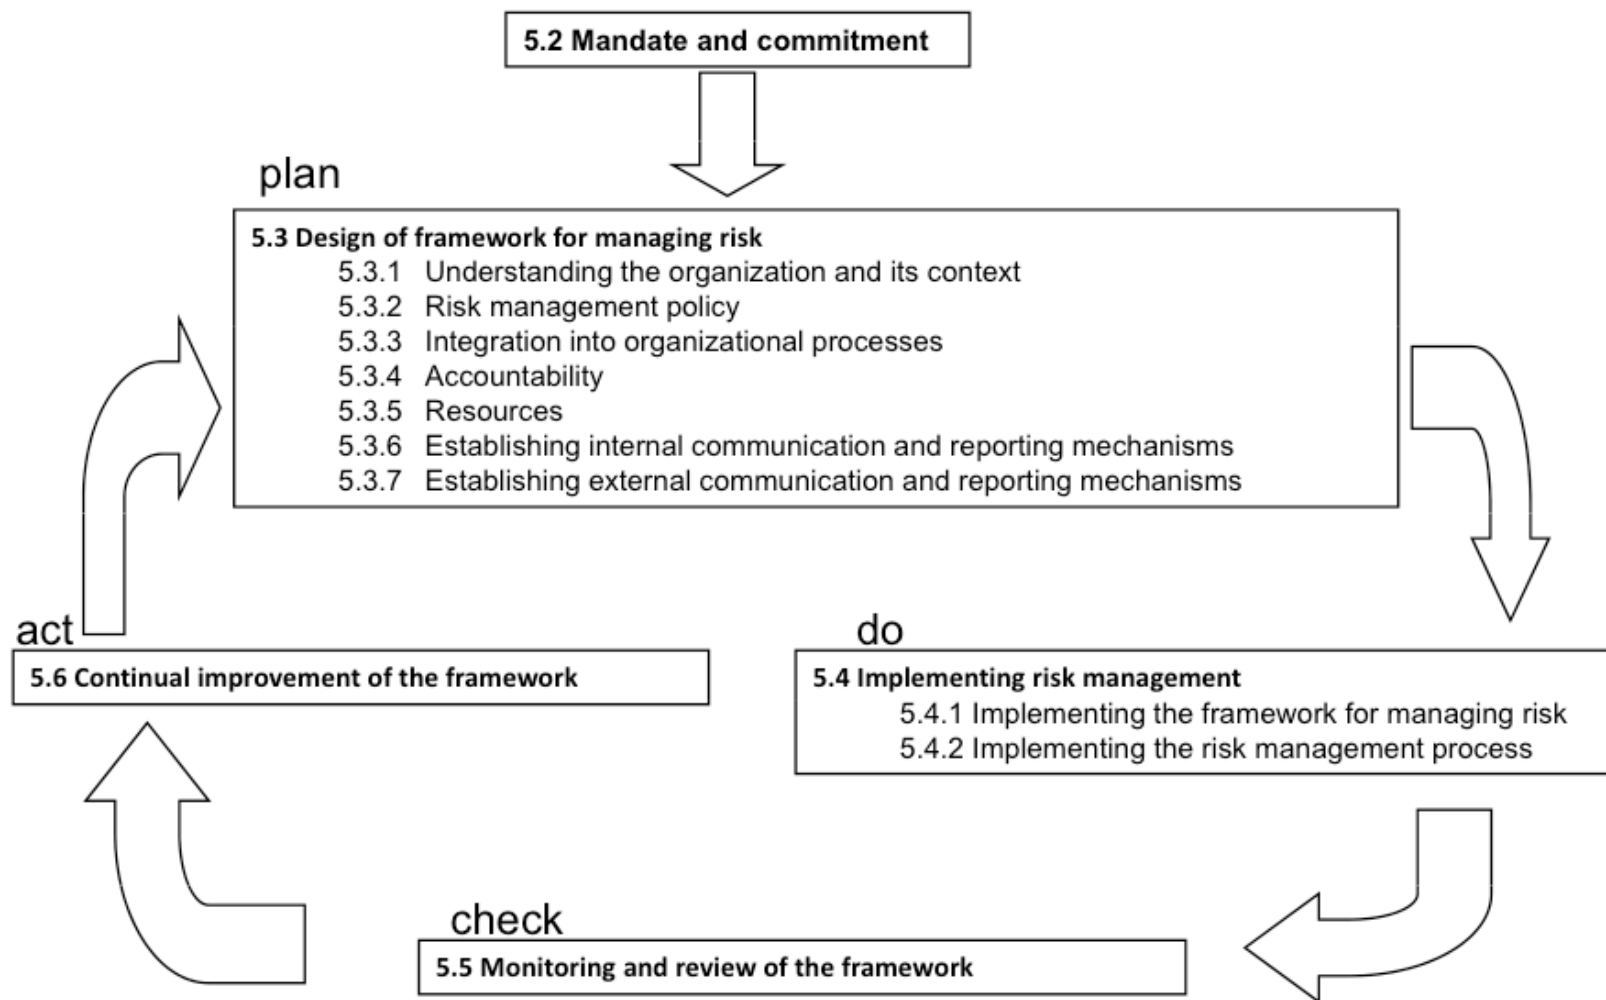 5.2 Mandate and commitment
plan
5.3 Design of framework for managing risk
5.3.1 Understanding the organization and its context
5.3.2 Risk management policy
5.3.3 Integration into organizational processes
5.3.4 Accountability
5.3.5 Resources
5.3.6 Establishing internal communication and reporting mechanisms
5.3.7 Establishing external communication and reporting mechanisms
act
5.6 Continual improvement of the framework
do
5.4 Implementing risk management
5.4.1 Implementing the framework for managing risk
5.4.2 Implementing the risk management process
check
5.5 Monitoring and review of the framework